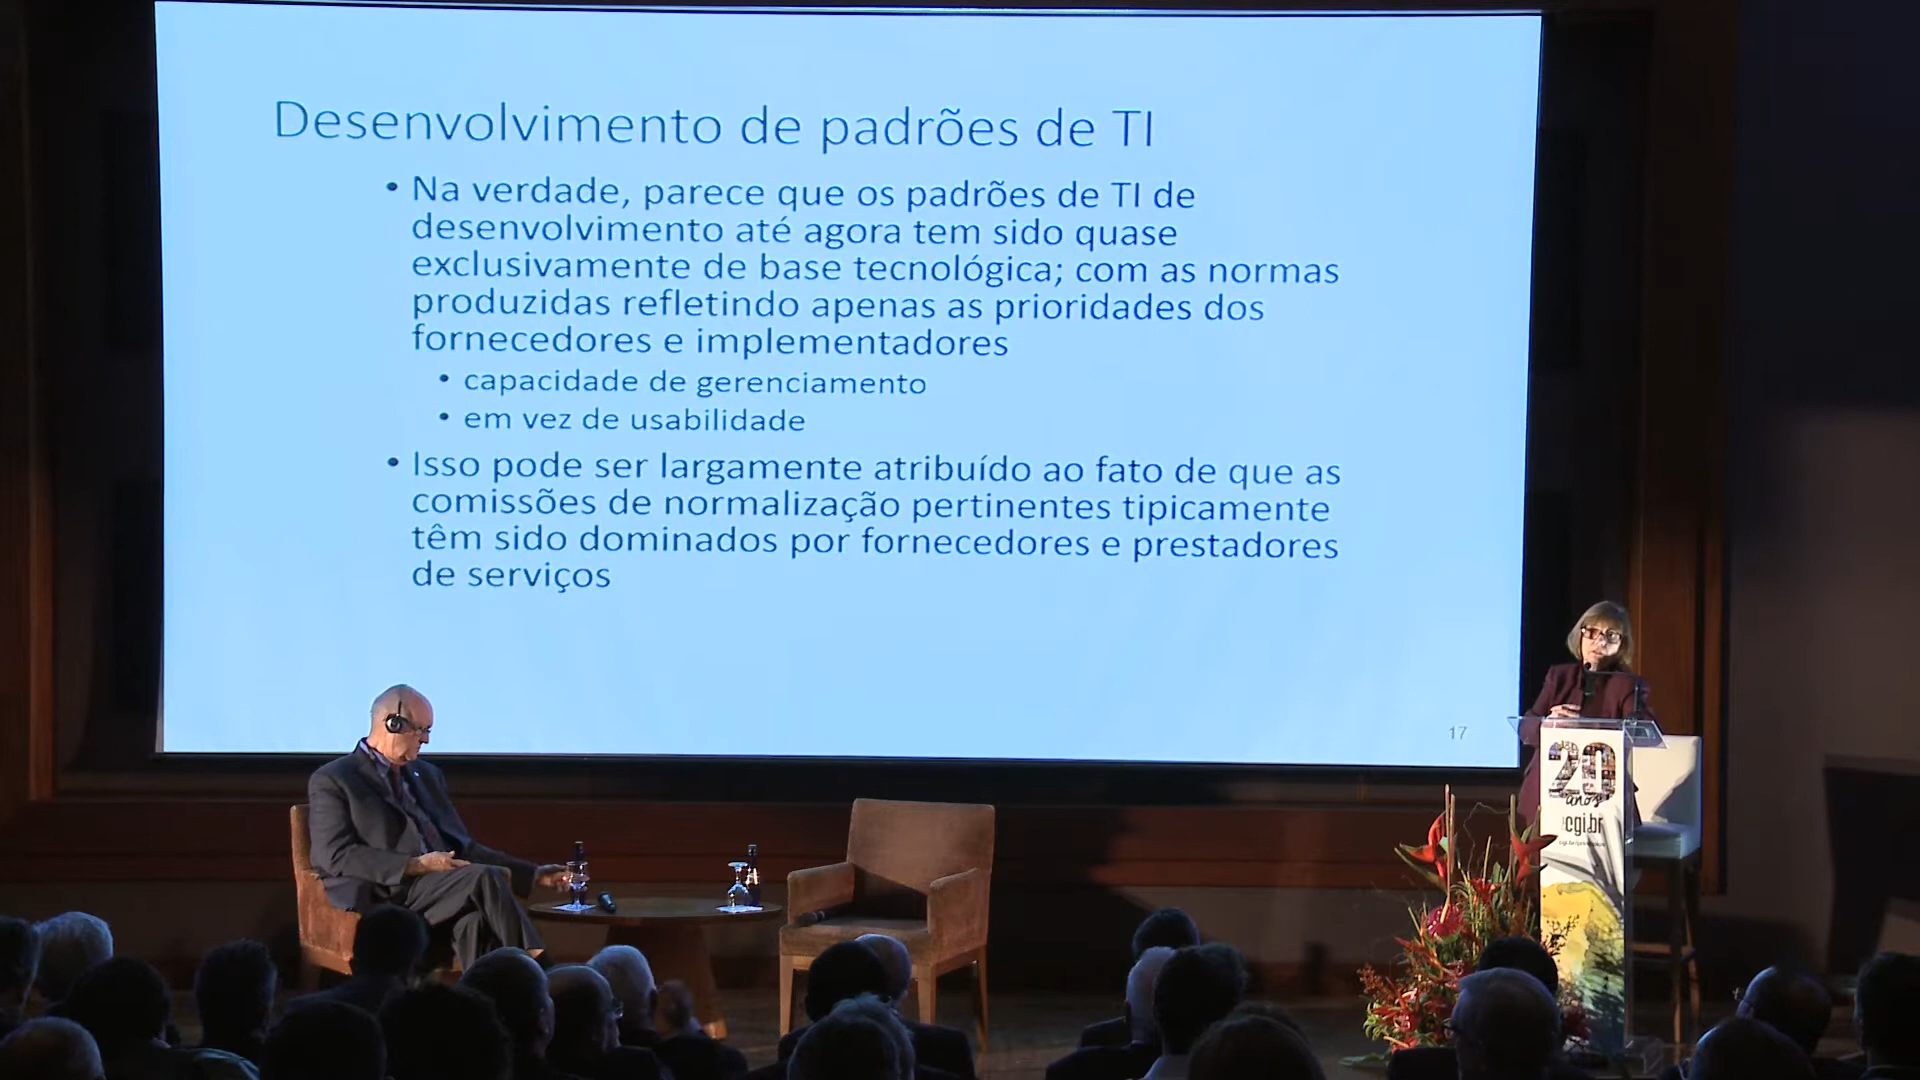 Desenvolvimento de padrões de TI
• Na verdade, parece que os padrões de TI de
desenvolvimento até agora tem sido quase
exclusivamente de base tecnológica; com as normas
produzidas refletindo apenas as prioridades dos
fornecedores e implementadores
• capacidade de gerenciamento
• em vez de usabilidade
• Isso pode ser largamente atribuído ao fato de que as
comissões de normalização pertinentes tipicamente
têm sido dominados por fornecedores e prestadores
de serviços
17
20
anos
cgi.br